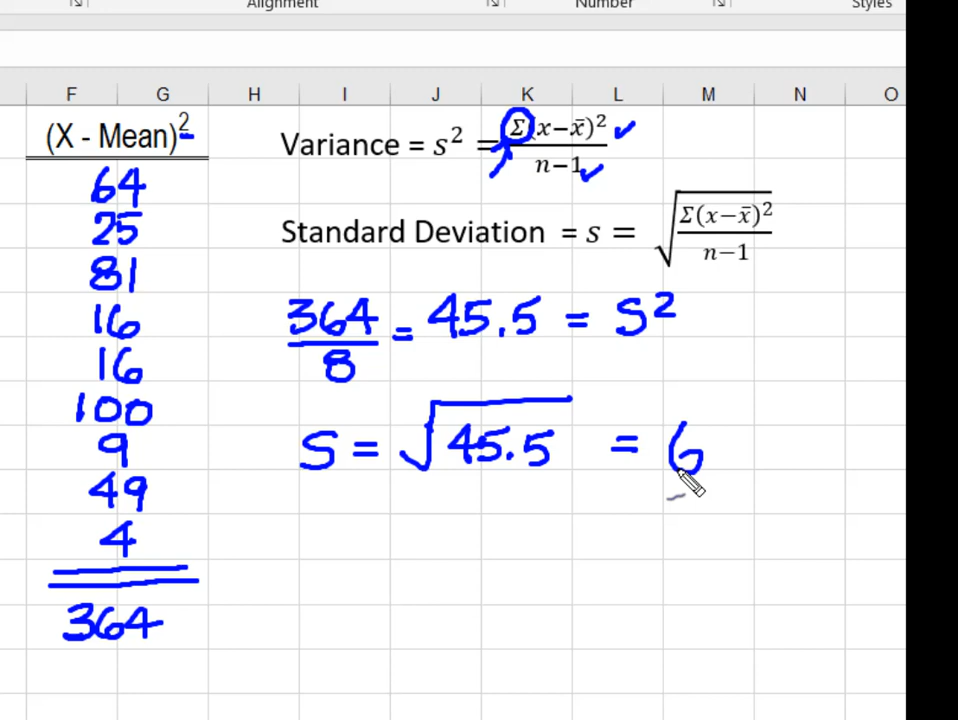 Alignment Number Styles
F G H I J K L M N O
(X - Mean)²
Variance = s² = Σ(x−x̄)² / n−1
Standard Deviation = s = √(Σ(x−x̄)² / n−1)
64
25
81
16
16
100
9
49
4
364
364/8 = 45.5 = S²
S = √45.5 = 6